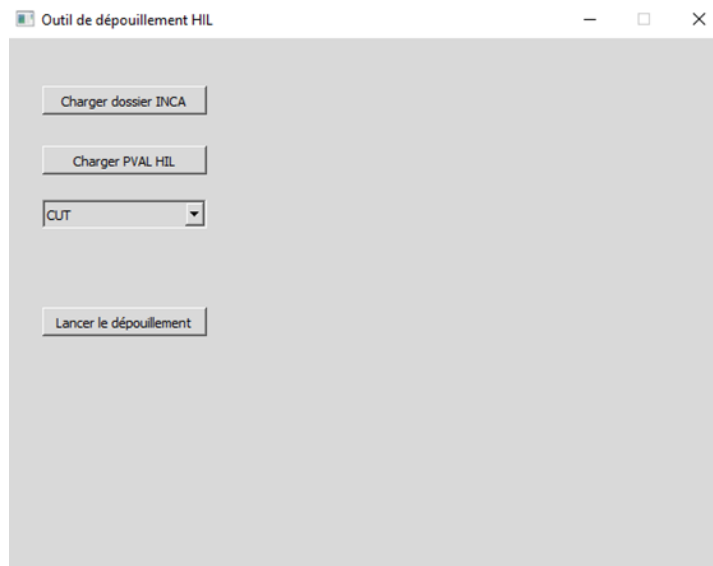 Outil de dépouillement HIL
Charger dossier INCA
Charger PVAL HIL
CUT
Lancer le dépouillement